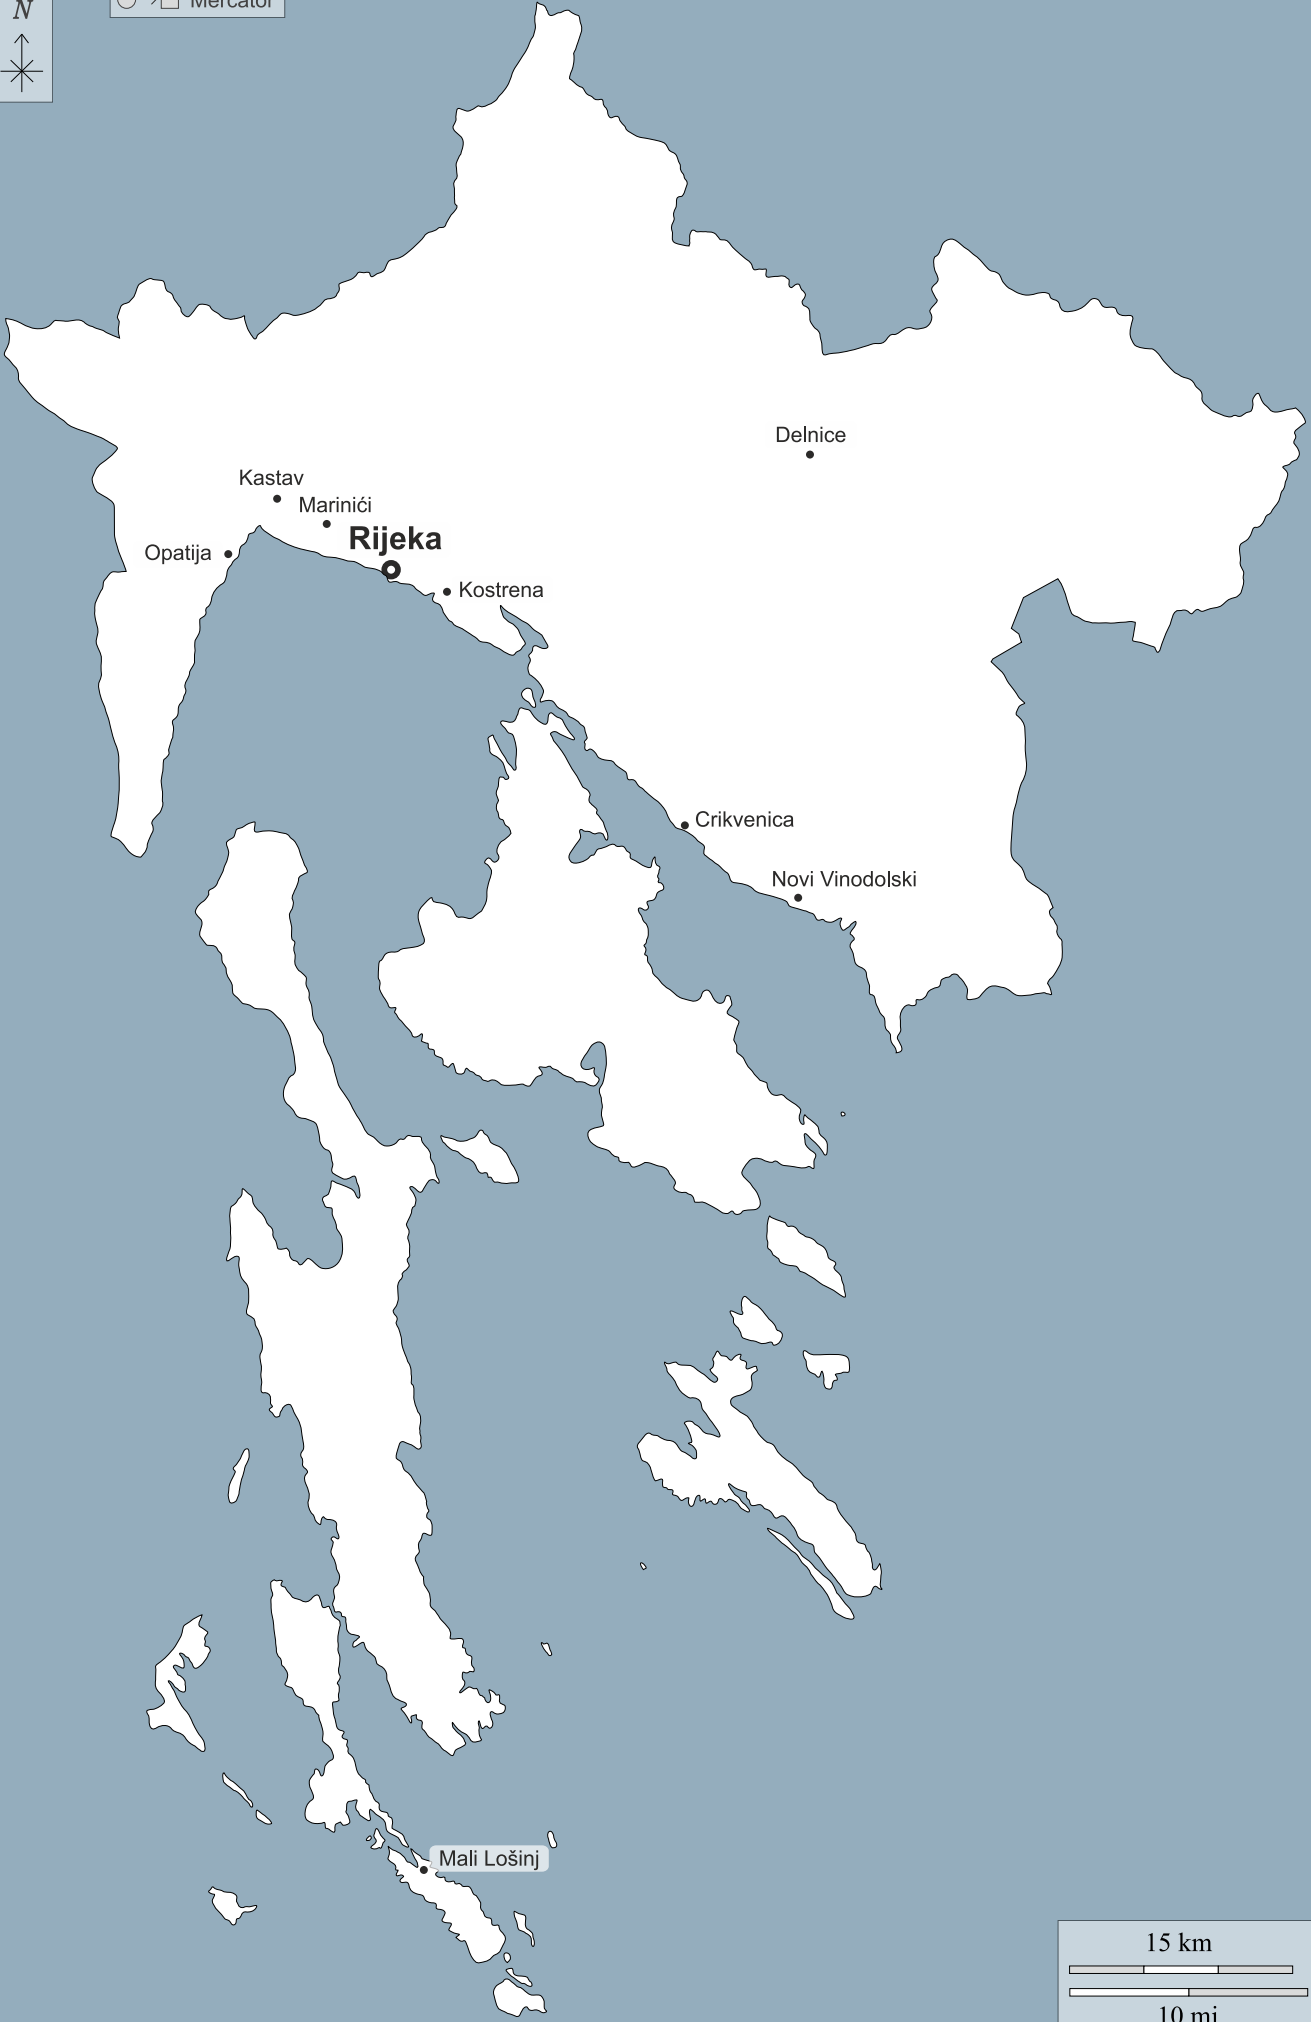 N
Mercator
Delnice
Kastav
Marinići
Rijeka
Opatija
Kostrena
Crikvenica
Novi Vinodolski
Mali Lošinj
15 km
10 mi